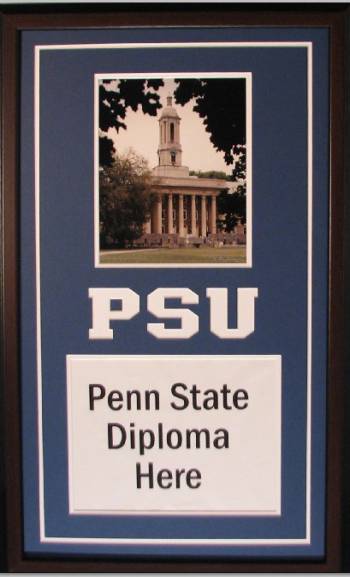 PSU
Penn State
Diploma
Here